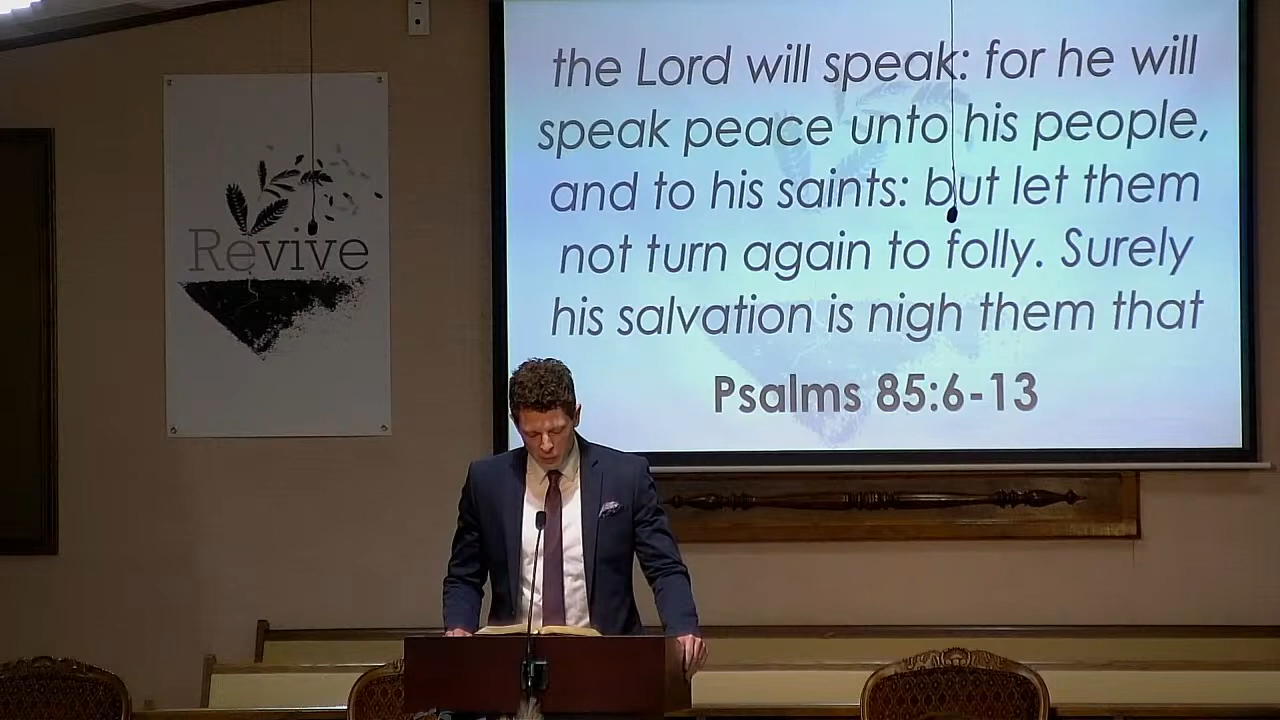 Revive
the Lord will speak: for he will
speak peace unto his people,
and to his saints: but let them
not turn again to folly. Surely
his salvation is nigh them that
Psalms 85:6-13